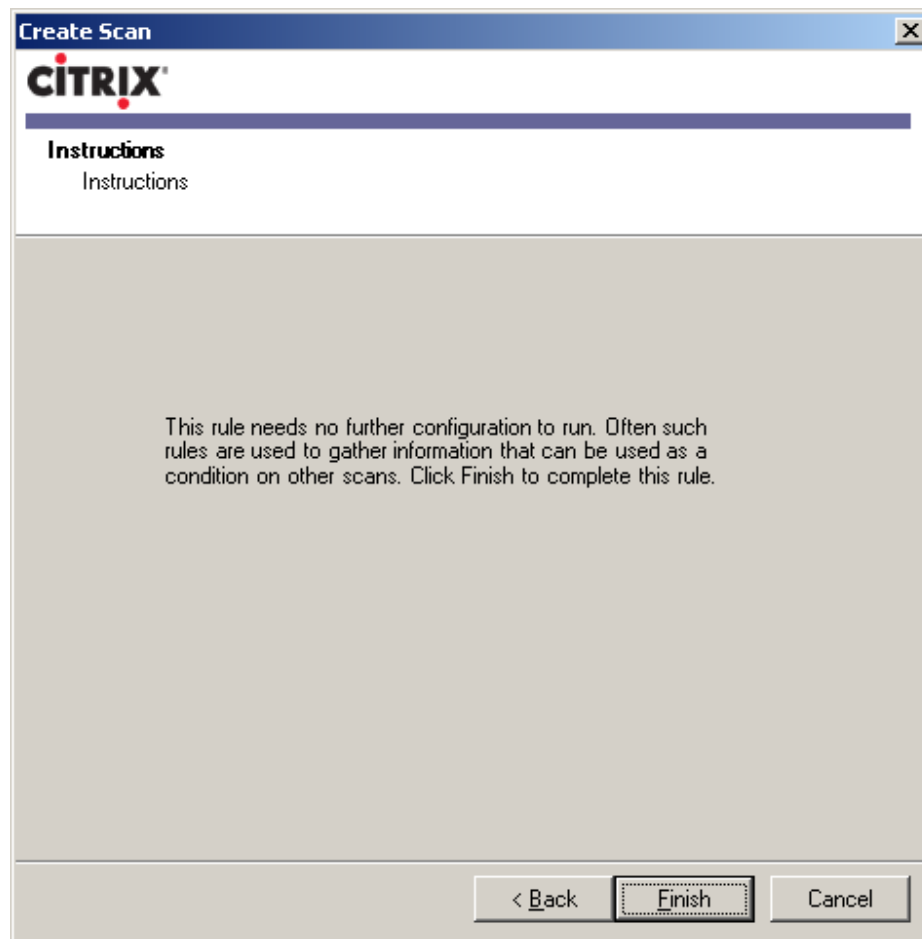 Create Scan
CITRIX
Instructions
Instructions
This rule needs no further configuration to run. Often such
rules are used to gather information that can be used as a
condition on other scans. Click Finish to complete this rule.
< Back
Finish
Cancel